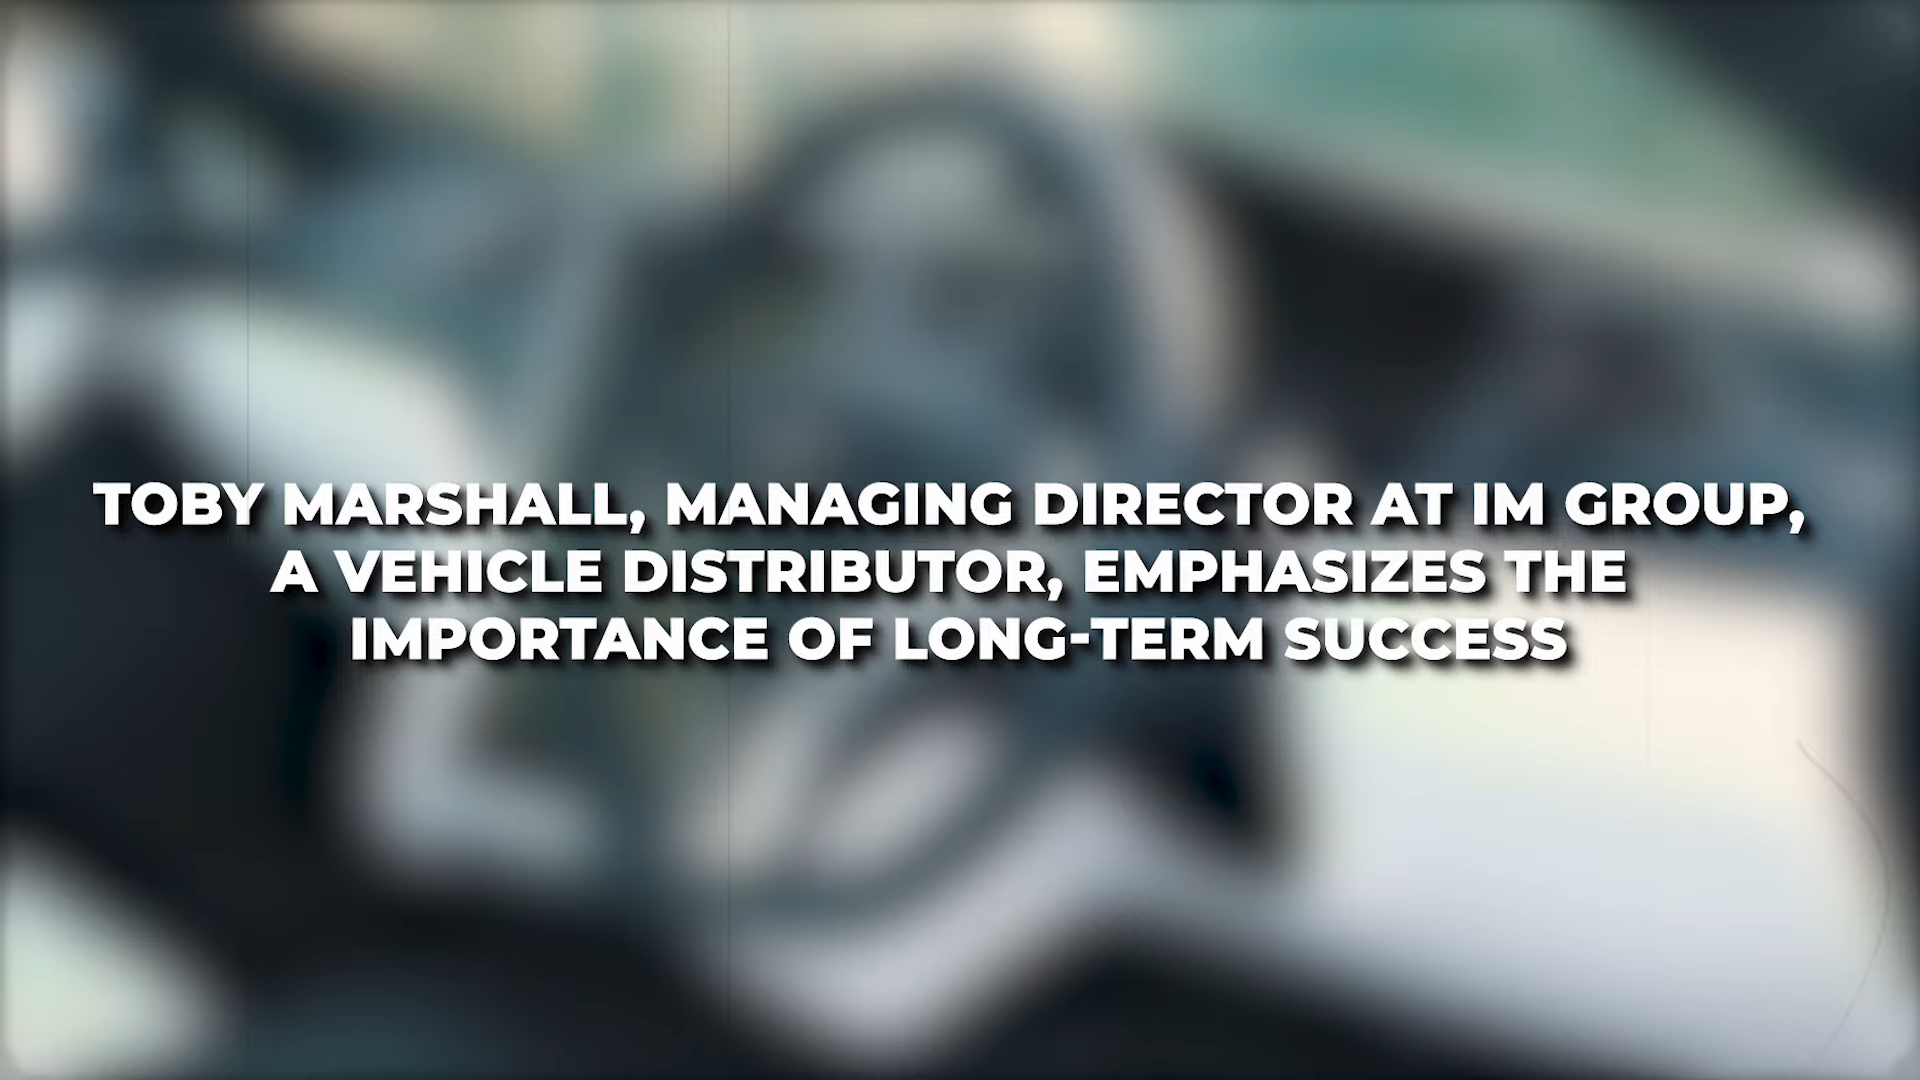 TOBY MARSHALL, MANAGING DIRECTOR AT IM GROUP,
A VEHICLE DISTRIBUTOR, EMPHASIZES THE
IMPORTANCE OF LONG-TERM SUCCESS